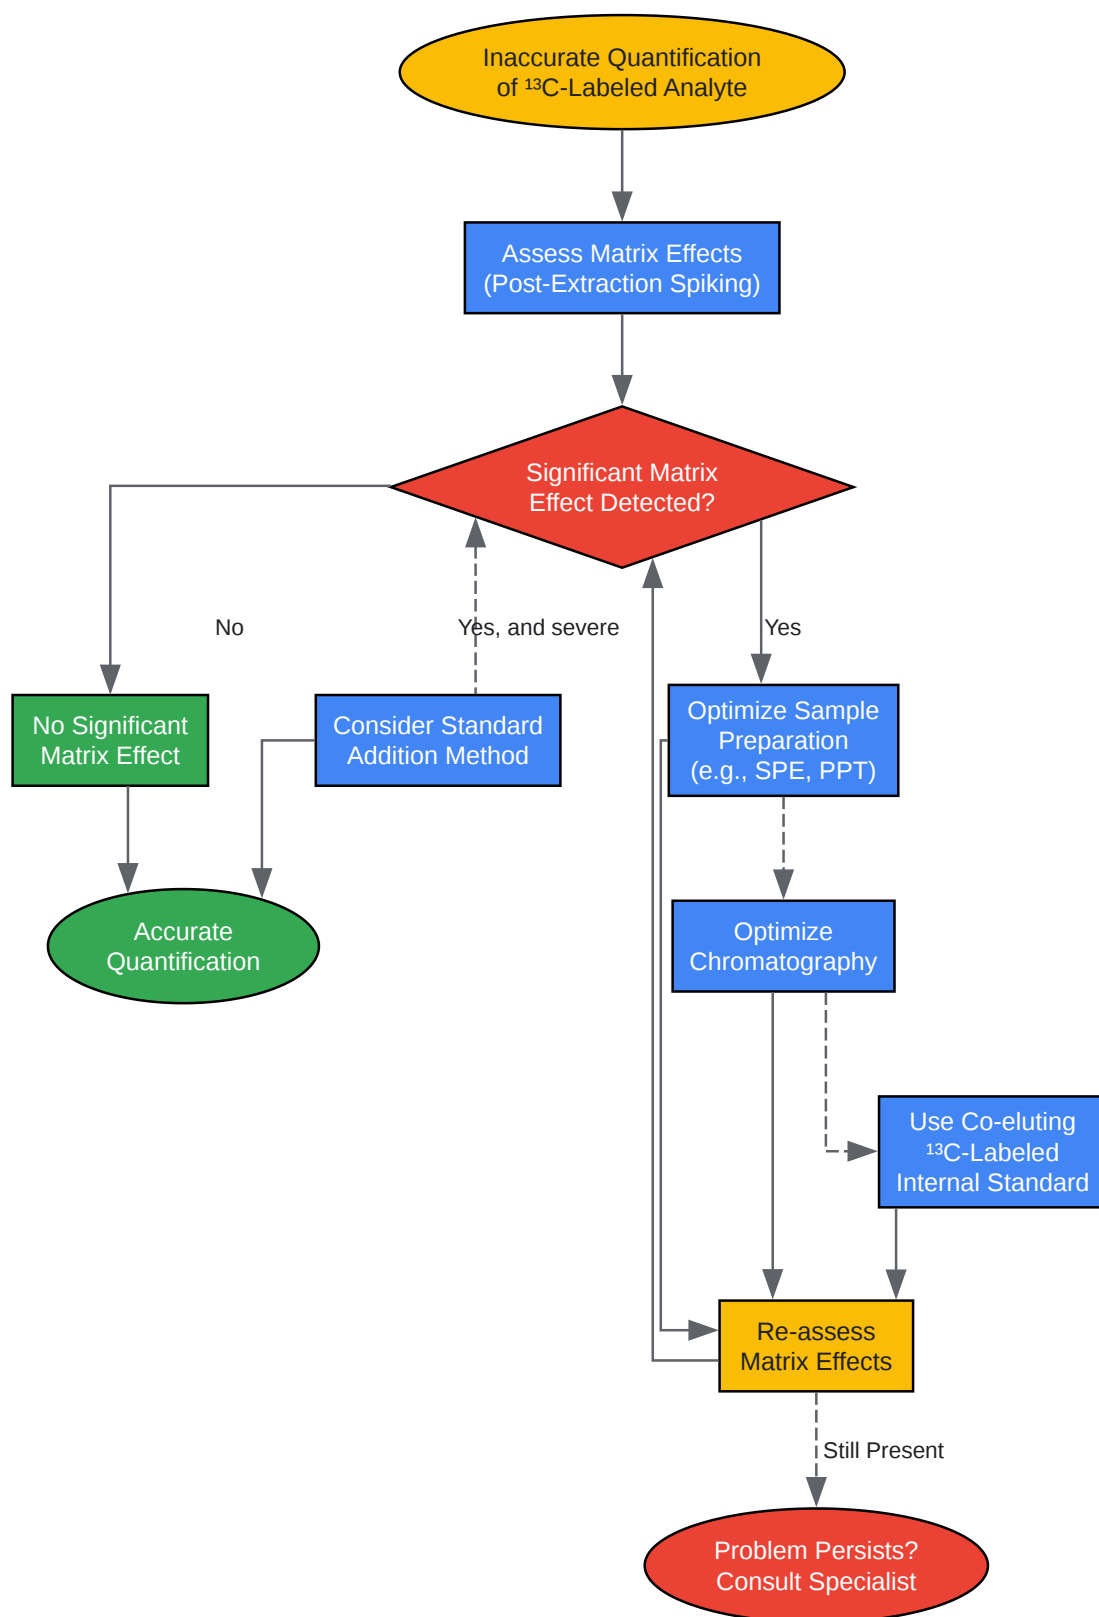 Inaccurate Quantification
of ¹³C-Labeled Analyte
Assess Matrix Effects
(Post-Extraction Spiking)
Significant Matrix
Effect Detected?
No
Yes, and severe
Yes
No Significant
Matrix Effect
Consider Standard
Addition Method
Optimize Sample
Preparation
(e.g., SPE, PPT)
Accurate
Quantification
Optimize
Chromatography
Use Co-eluting
¹³C-Labeled
Internal Standard
Re-assess
Matrix Effects
Still Present
Problem Persists?
Consult Specialist